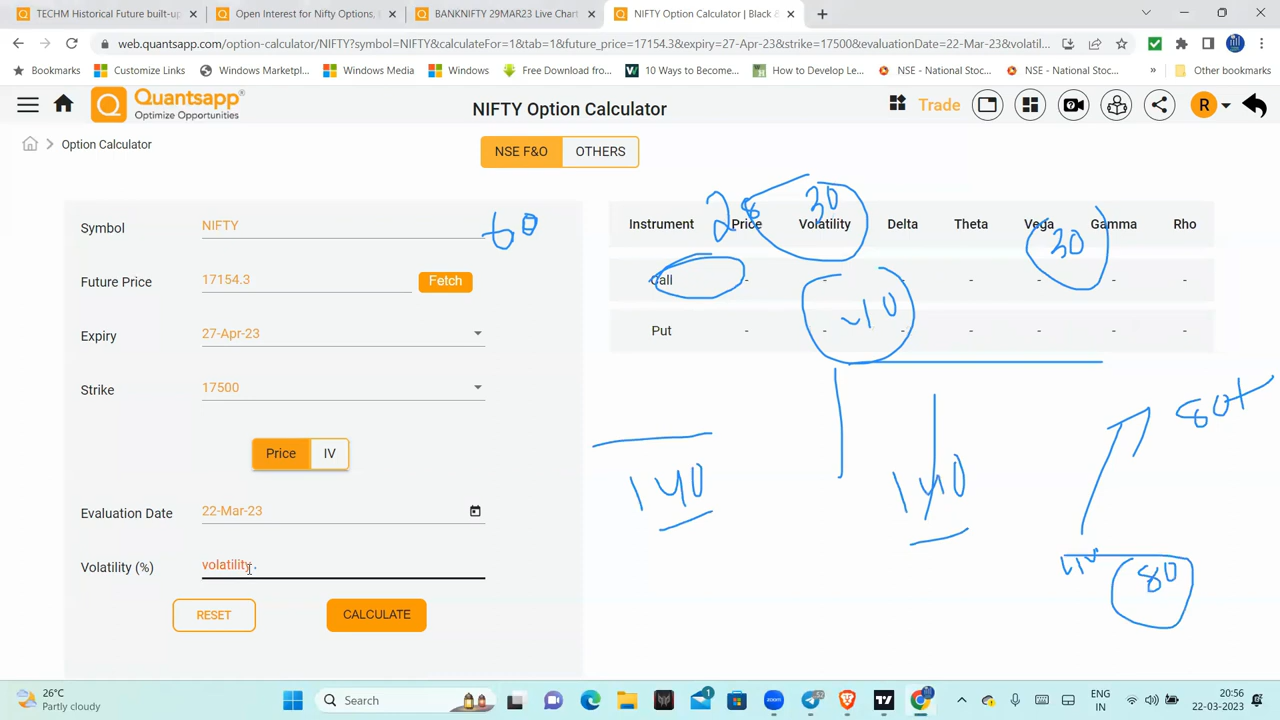 TECHM Historical Future built-up
Open Interest for Nifty Options,
BANKNIFTY 29MAR23 Live Chart
NIFTY Option Calculator | Black &
web.quantsapp.com/option-calculator/NIFTY?symbol=NIFTY&calculateFor=1&tab=1&future_price=17154.3&expiry=27-Apr-23&strike=17500&evaluationDate=22-Mar-23&volatil...
Bookmarks Customize Links Windows Marketpl... Windows Media Windows Free Download from... 10 Ways to Become... How to Develop Le... NSE - National Stoc... NSE - National Stoc... » Other bookmarks
Quantsapp®
Optimize Opportunities
NIFTY Option Calculator
Trade
R
Option Calculator
NSE F&O OTHERS
Symbol NIFTY
60
Future Price 17154.3 Fetch
Expiry 27-Apr-23
Strike 17500
Price IV
Evaluation Date 22-Mar-23
Volatility (%) volatility.
RESET CALCULATE
28 30
Instrument Price Volatility Delta Theta Vega Gamma Rho
30
Call - - - - - - -
Put - - - - - - -
80+
140 140
80
26°C
Partly cloudy
Search
1
ENG
IN
20:56
22-03-2023